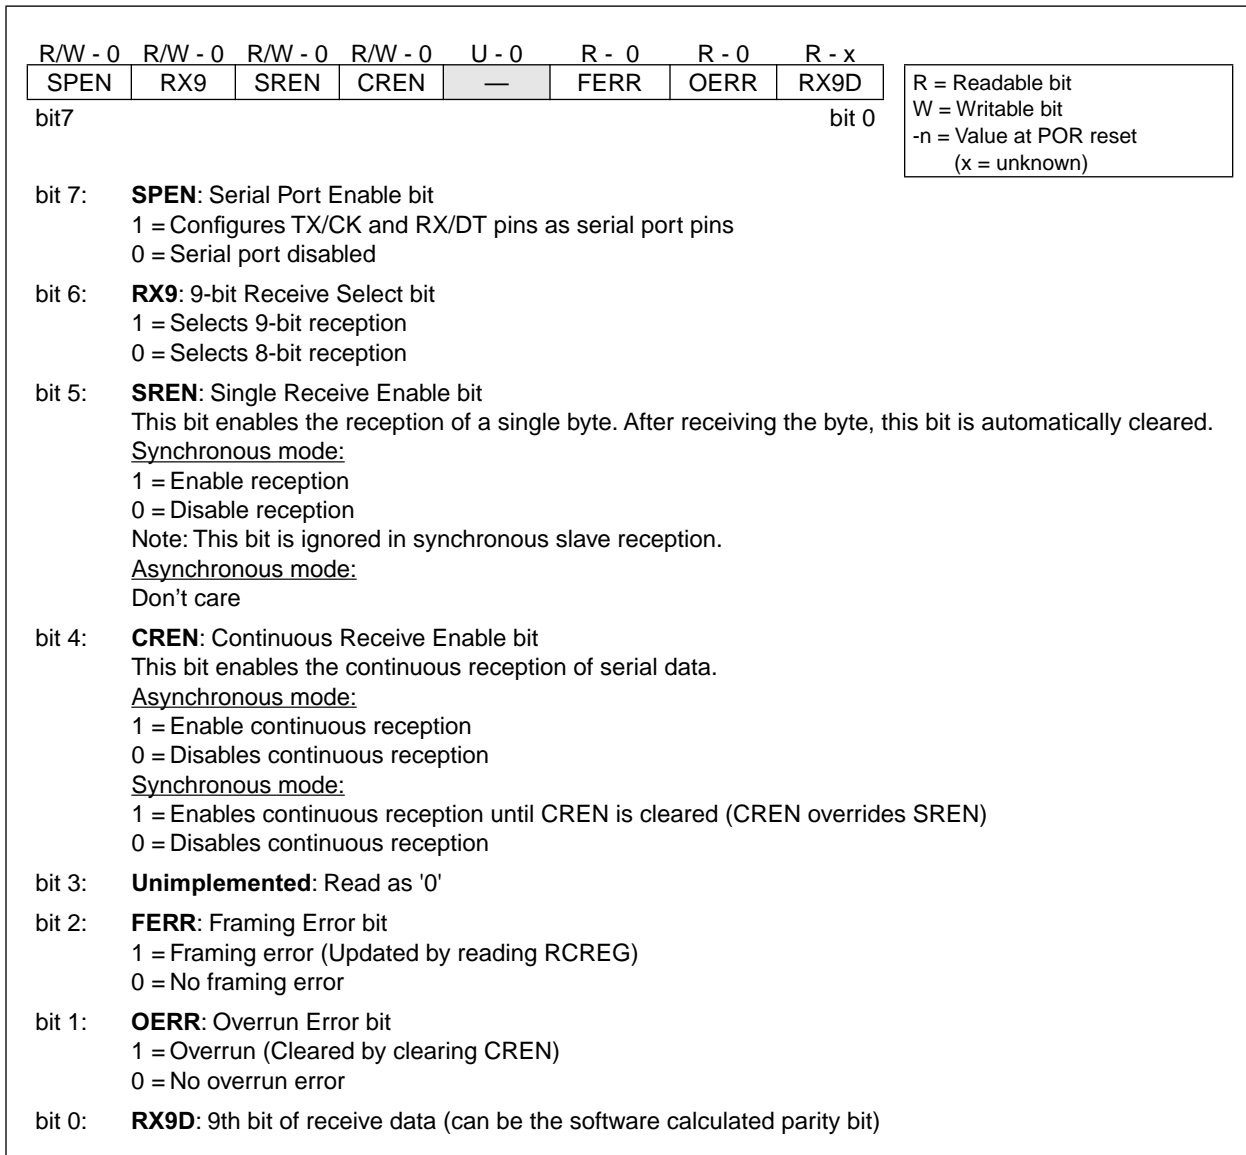 R/W - 0 R/W - 0 R/W - 0 R/W - 0 U - 0 R - 0 R - 0 R - x
SPEN RX9 SREN CREN — FERR OERR RX9D
bit7 bit 0
R = Readable bit
W = Writable bit
-n = Value at POR reset
(x = unknown)
bit 7: SPEN: Serial Port Enable bit
1 = Configures TX/CK and RX/DT pins as serial port pins
0 = Serial port disabled
bit 6: RX9: 9-bit Receive Select bit
1 = Selects 9-bit reception
0 = Selects 8-bit reception
bit 5: SREN: Single Receive Enable bit
This bit enables the reception of a single byte. After receiving the byte, this bit is automatically cleared.
Synchronous mode:
1 = Enable reception
0 = Disable reception
Note: This bit is ignored in synchronous slave reception.
Asynchronous mode:
Don't care
bit 4: CREN: Continuous Receive Enable bit
This bit enables the continuous reception of serial data.
Asynchronous mode:
1 = Enable continuous reception
0 = Disables continuous reception
Synchronous mode:
1 = Enables continuous reception until CREN is cleared (CREN overrides SREN)
0 = Disables continuous reception
bit 3: Unimplemented: Read as '0'
bit 2: FERR: Framing Error bit
1 = Framing error (Updated by reading RCREG)
0 = No framing error
bit 1: OERR: Overrun Error bit
1 = Overrun (Cleared by clearing CREN)
0 = No overrun error
bit 0: RX9D: 9th bit of receive data (can be the software calculated parity bit)